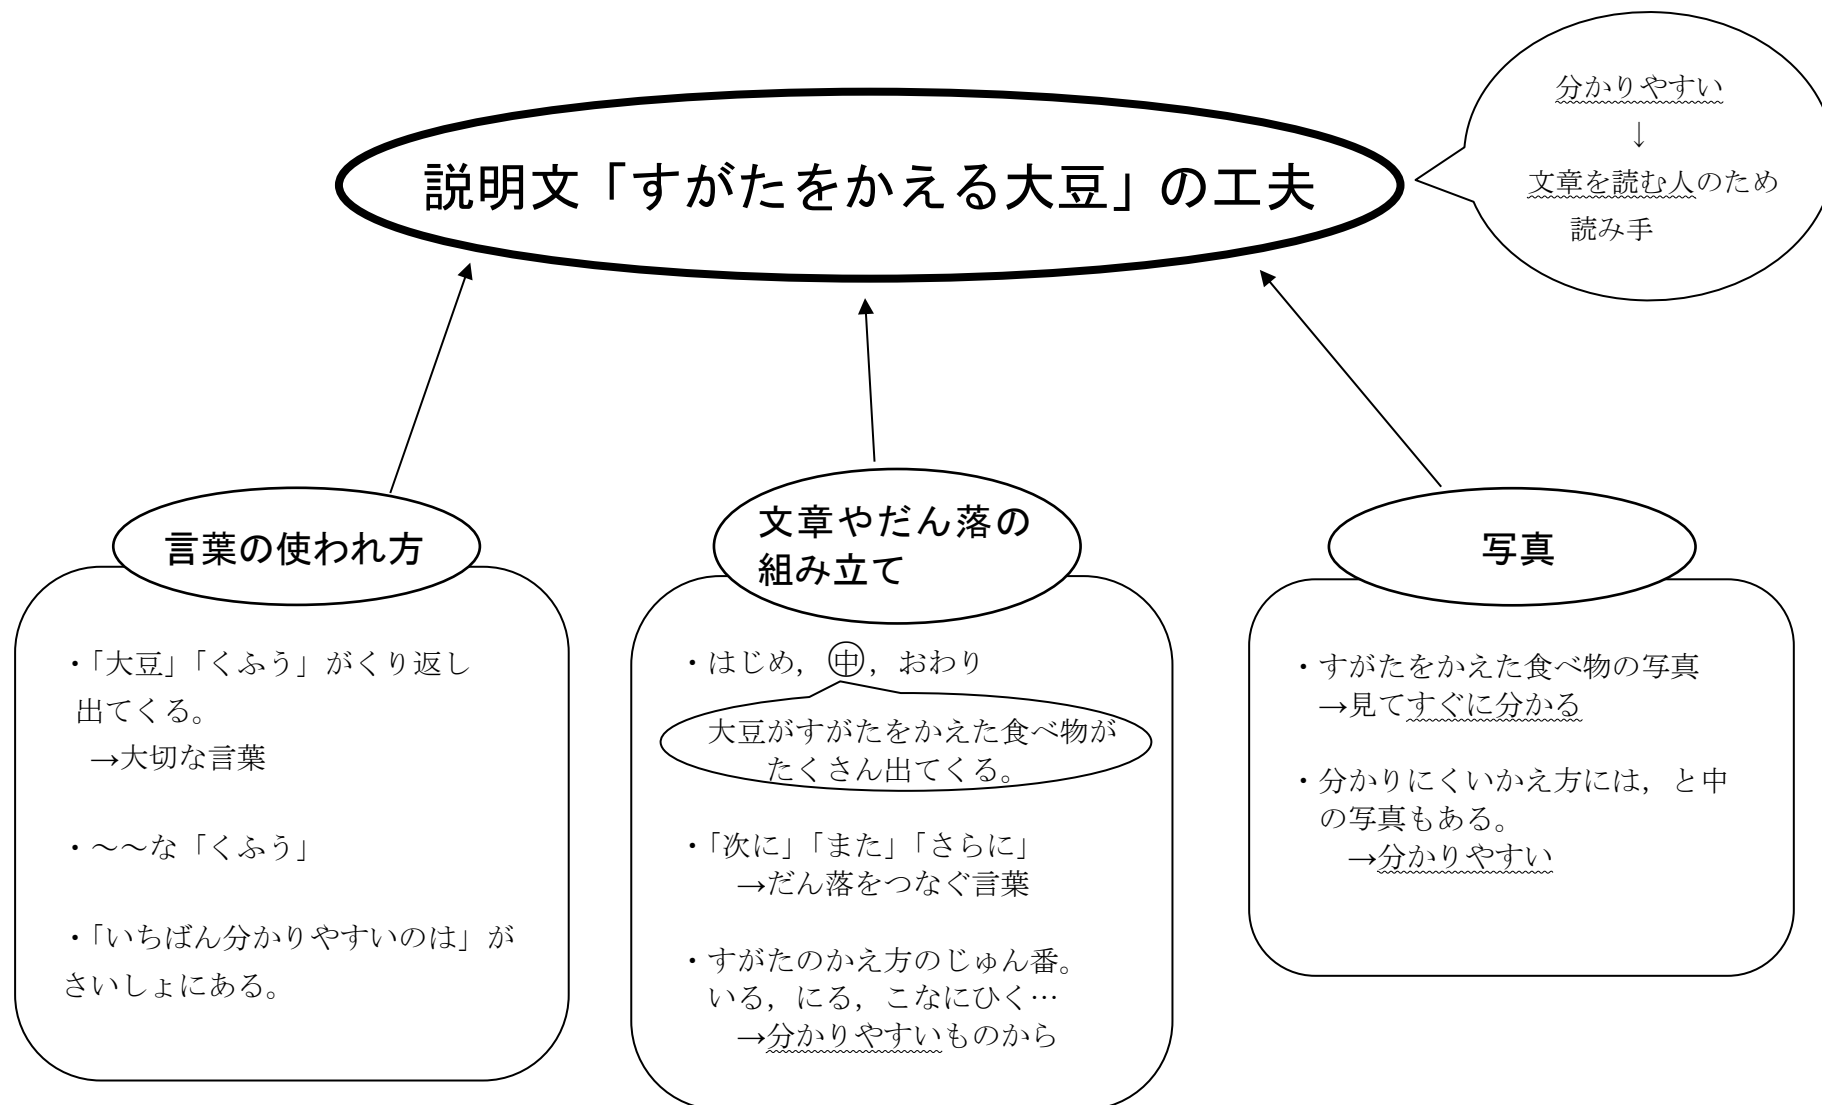 分かりやすい
↓
文章を読む人のため
読み手
説明文「すがたをかえる大豆」の工夫
言葉の使われ方
・「大豆」「くふう」がくり返し
出てくる。
→大切な言葉
・～～な「くふう」
・「いちばん分かりやすいのは」が
さいしょにある。
文章やだん落の
組み立て
・はじめ，㊥，おわり
大豆がすがたをかえた食べ物が
たくさん出てくる。
・「次に」「また」「さらに」
→だん落をつなぐ言葉
・すがたのかえ方のじゅん番。
いる，にる，こなにひく…
→分かりやすいものから
写真
・すがたをかえた食べ物の写真
→見てすぐに分かる
・分かりにくいかえ方には，と中
の写真もある。
→分かりやすい